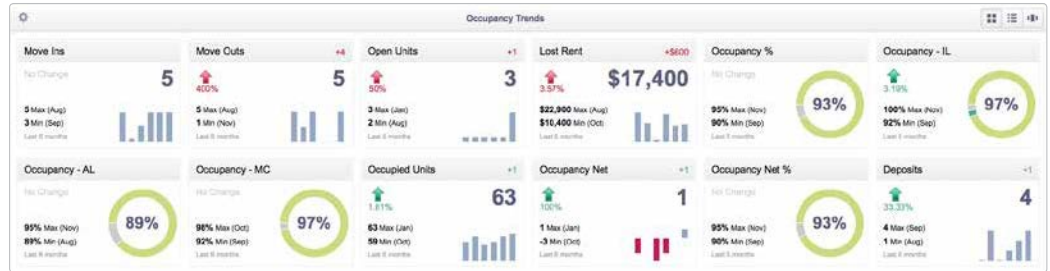 Occupancy Trends
Move Ins
No Change
5
5 Max (Aug)
3 Min (Sep)
Last 6 months
Move Outs +4
400%
5
5 Max (Aug)
1 Min (Nov)
Last 6 months
Open Units +1
50%
3
3 Max (Jan)
2 Min (Aug)
Last 6 months
Lost Rent +$600
3.57%
$17,400
$22,900 Max (Aug)
$10,400 Min (Oct)
Last 6 months
Occupancy %
No Change
93%
95% Max (Nov)
90% Min (Sep)
Last 6 months
Occupancy - IL
3.19%
97%
100% Max (Nov)
92% Min (Sep)
Last 6 months
Occupancy - AL
No Change
89%
95% Max (Nov)
89% Min (Aug)
Last 6 months
Occupancy - MC
No Change
97%
98% Max (Oct)
92% Min (Sep)
Last 6 months
Occupied Units +1
1.61%
63
63 Max (Jan)
59 Min (Oct)
Last 6 months
Occupancy Net +1
100%
1
1 Max (Jan)
-3 Min (Oct)
Last 6 months
Occupancy Net %
No Change
93%
95% Max (Nov)
90% Min (Sep)
Last 6 months
Deposits +1
33.33%
4
4 Max (Sep)
1 Min (Aug)
Last 6 months